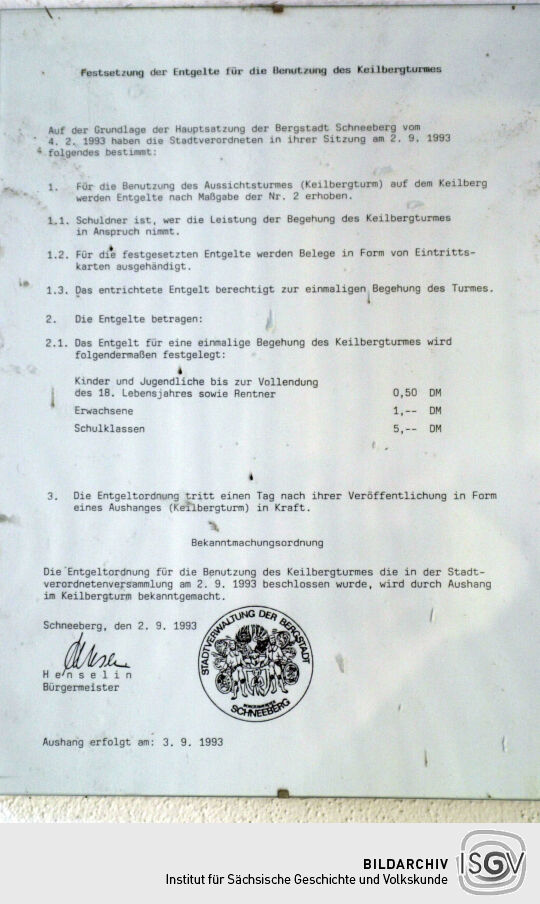 Festsetzung der Entgelte für die Benutzung des Keilbergturmes
Auf der Grundlage der Hauptsatzung der Bergstadt Schneeberg vom
4. 2. 1993 haben die Stadtverordneten in ihrer Sitzung am 2. 9. 1993
folgendes bestimmt:
1. Für die Benutzung des Aussichtsturmes (Keilbergturm) auf dem Keilberg
werden Entgelte nach Maßgabe der Nr. 2 erhoben.
1.1. Schuldner ist, wer die Leistung der Begehung des Keilbergturmes
in Anspruch nimmt.
1.2. Für die festgesetzten Entgelte werden Belege in Form von Eintritts-
karten ausgehändigt.
1.3. Das entrichtete Entgelt berechtigt zur einmaligen Begehung des Turmes.
2. Die Entgelte betragen:
2.1. Das Entgelt für eine einmalige Begehung des Keilbergturmes wird
folgendermaßen festgelegt:
Kinder und Jugendliche bis zur Vollendung
des 18. Lebensjahres sowie Rentner 0,50 DM
Erwachsene 1,-- DM
Schulklassen 5,-- DM
3. Die Entgeltordnung tritt einen Tag nach ihrer Veröffentlichung in Form
eines Aushanges (Keilbergturm) in Kraft.
Bekanntmachungsordnung
Die Entgeltordnung für die Benutzung des Keilbergturmes die in der Stadt-
verordnetenversammlung am 2. 9. 1993 beschlossen wurde, wird durch Aushang
im Keilbergturm bekanntgemacht.
Schneeberg, den 2. 9. 1993
H e n s e l i n
Bürgermeister
STADTVERWALTUNG DER BERGSTADT
SCHNEEBERG
Aushang erfolgt am: 3. 9. 1993
BILDARCHIV
Institut für Sächsische Geschichte und Volkskunde
ISGV